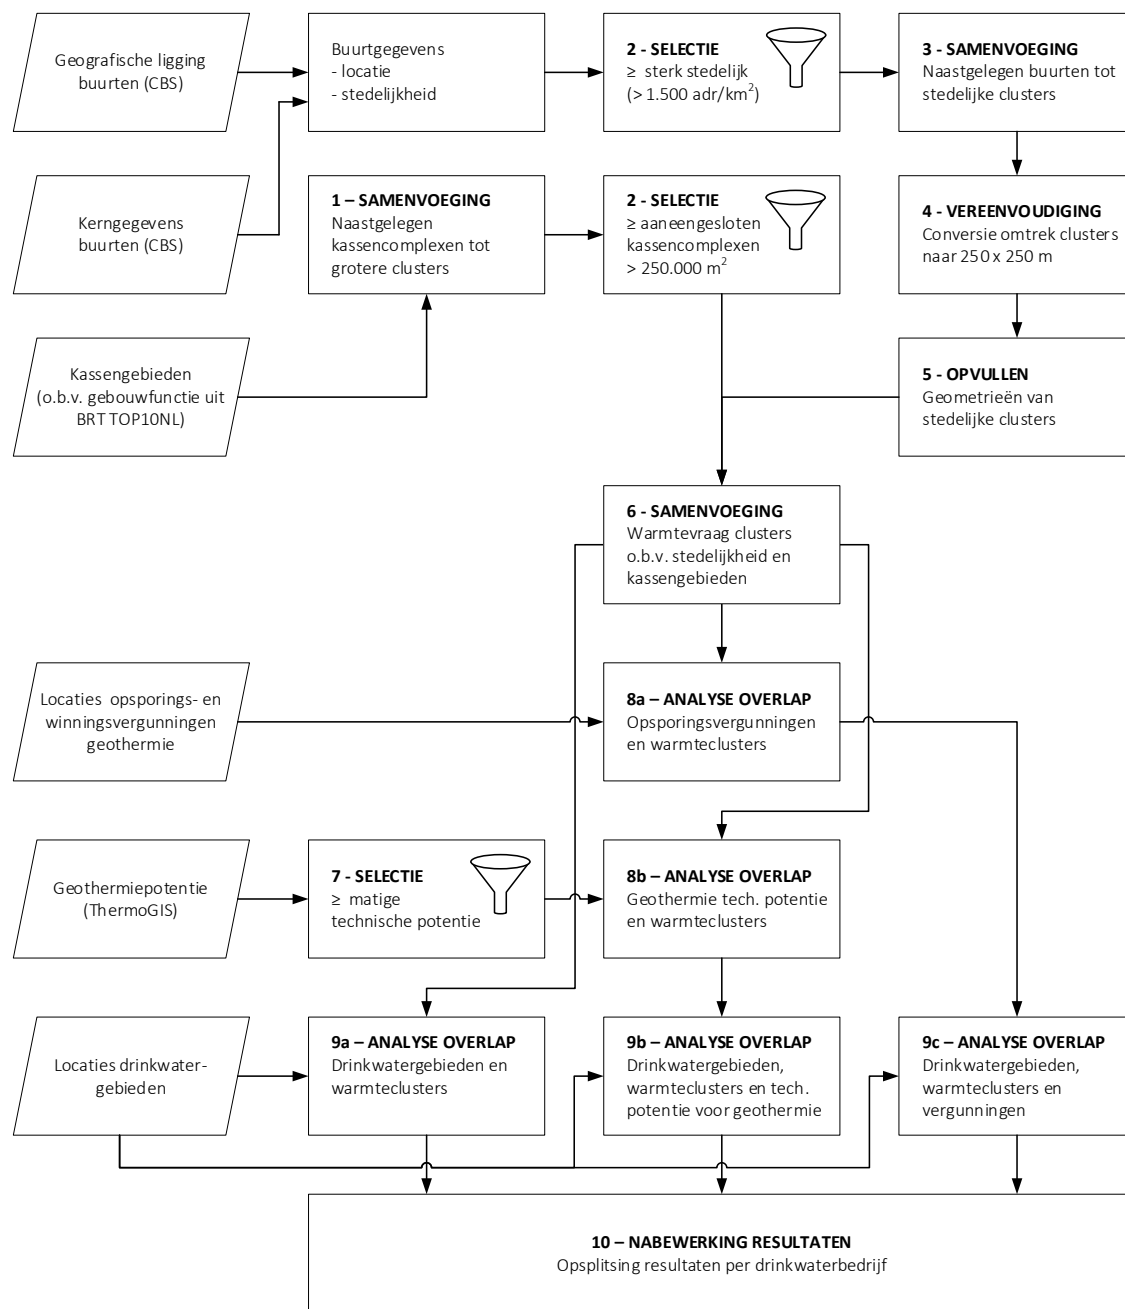 Geografische ligging
buurten (CBS)
Buurtgegevens
- locatie
- stedelijkheid
2 - SELECTIE
≥ sterk stedelijk
(> 1.500 adr/km²)
3 - SAMENVOEGING
Naastgelegen buurten tot
stedelijke clusters
Kerngegevens
buurten (CBS)
1 – SAMENVOEGING
Naastgelegen
kassencomplexen tot
grotere clusters
2 - SELECTIE
≥ aaneengesloten
kassencomplexen
> 250.000 m²
4 - VEREENVOUDIGING
Conversie omtrek clusters
naar 250 x 250 m
Kassengebieden
(o.b.v. gebouwfunctie uit
BRT TOP10NL)
5 - OPVULLEN
Geometrieën van
stedelijke clusters
6 - SAMENVOEGING
Warmtevraag clusters
o.b.v. stedelijkheid en
kassengebieden
Locaties opsporings- en
winningsvergunningen
geothermie
8a – ANALYSE OVERLAP
Opsporingsvergunningen
en warmteclusters
Geothermiepotentie
(ThermoGIS)
7 - SELECTIE
≥ matige
technische potentie
8b – ANALYSE OVERLAP
Geothermie tech. potentie
en warmteclusters
Locaties drinkwater-
gebieden
9a – ANALYSE OVERLAP
Drinkwatergebieden en
warmteclusters
9b – ANALYSE OVERLAP
Drinkwatergebieden,
warmteclusters en tech.
potentie voor geothermie
9c – ANALYSE OVERLAP
Drinkwatergebieden,
warmteclusters en
vergunningen
10 – NABEWERKING RESULTATEN
Opsplitsing resultaten per drinkwaterbedrijf